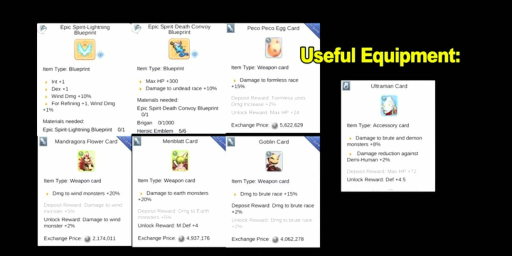 Epic Spirit-Lightning
Blueprint
Item Type: Blueprint
Int +1
Dex +1
Wind Dmg +10%
For Refining +1, Wind Dmg
+1%
Materials needed:
Epic Spirit-Lightning Blueprint 0/1
Epic Spirit Death Convoy
Blueprint
Item Type: Blueprint
Max HP +300
Damage to undead race +10%
Materials needed:
Epic Spirit Death Convoy Blueprint
0/1
Brigan 0/1000
Heroic Emblem 5/6
Peco Peco Egg Card
Item Type: Weapon card
Damage to formless race
+15%
Deposit Reward: Formless units
Dmg Increase +2%
Unlock Reward: Max HP +14
Exchange Price: 5,622,629
Useful Equipment:
Ultraman Card
Item Type: Accessory card
Damage to brute and demon
monsters +8%
Damage reduction against
Demi-Human +2%
Deposit Reward: Max HP +72
Unlock Reward: Def +4.5
Mandragora Flower Card
Item Type: Weapon card
Dmg to wind monsters +20%
Deposit Reward: Damage to wind
monster +2%
Unlock Reward: Damage to wind
monster +2%
Exchange Price: 2,174,011
Menblatt Card
Item Type: Weapon card
Damage to earth monsters
+20%
Deposit Reward: Dmg to Earth
monsters
Unlock Reward: M.Def +4
Exchange Price: 4,937,176
Goblin Card
Item Type: Weapon card
Dmg to brute race +15%
Deposit Reward: Dmg to brute race
+2%
Unlock Reward: Dmg to brute race
+2%
Exchange Price: 4,062,278